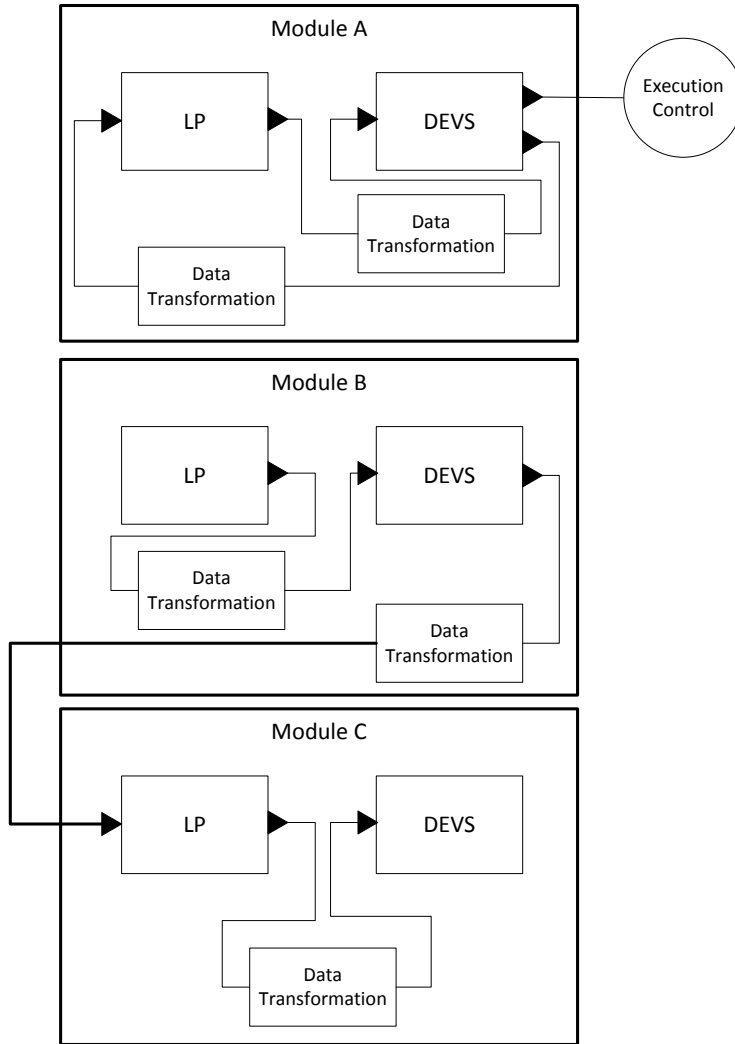 Module A
LP
DEVS
Execution
Control
Data
Transformation
Data
Transformation
Module B
LP
DEVS
Data
Transformation
Data
Transformation
Module C
LP
DEVS
Data
Transformation